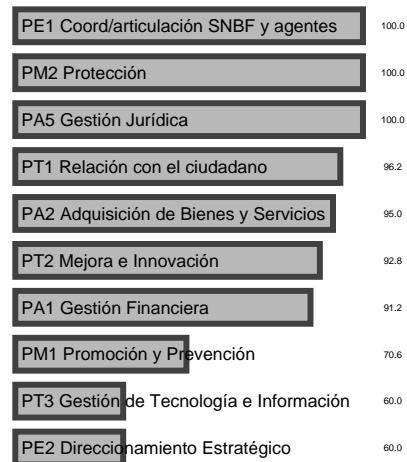 PE1 Coord/articulación SNBF y agentes 100.0
PM2 Protección 100.0
PA5 Gestión Jurídica 100.0
PT1 Relación con el ciudadano 96.2
PA2 Adquisición de Bienes y Servicios 95.0
PT2 Mejora e Innovación 92.8
PA1 Gestión Financiera 91.2
PM1 Promoción y Prevención 70.6
PT3 Gestión de Tecnología e Información 60.0
PE2 Direccionamiento Estratégico 60.0